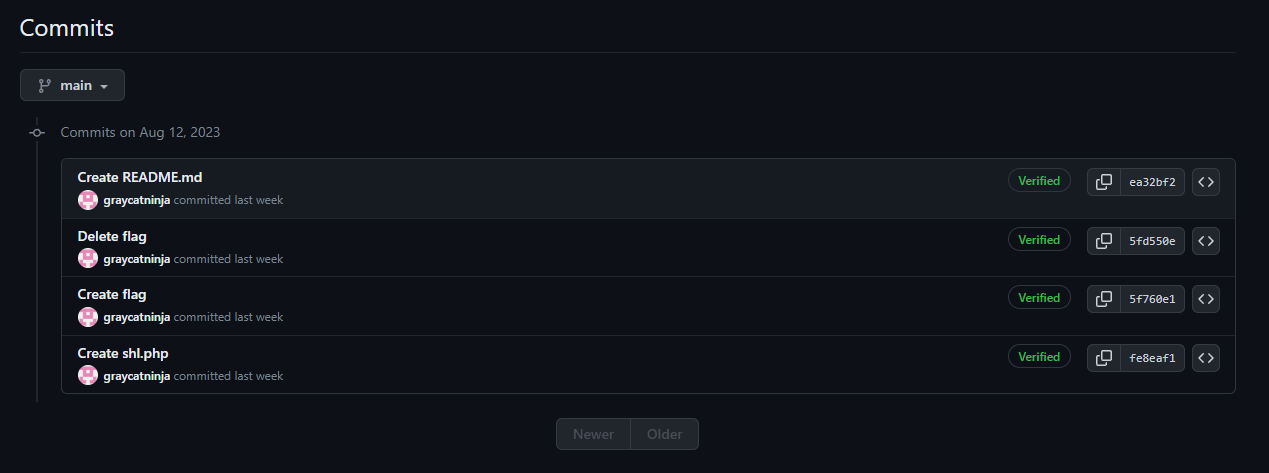 Commits
main
Commits on Aug 12, 2023
Create README.md
Verified
ea32bf2
graycatninja committed last week
Delete flag
Verified
5fd550e
graycatninja committed last week
Create flag
Verified
5f760e1
graycatninja committed last week
Create shl.php
Verified
fe8eaf1
graycatninja committed last week
Newer Older